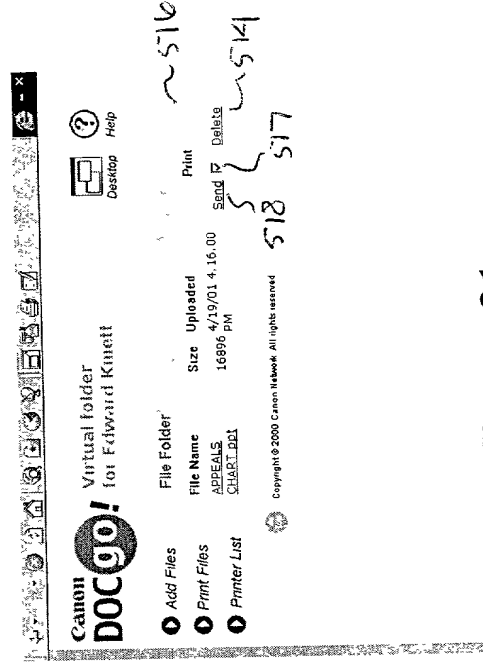 Canon
DOC go!
Virtual folder
for Edward Kmett
Desktop
Help
Add Files
Print Files
Printer List
File Folder
File Name Size Uploaded Print
APPEALS
CHART.ppt
16896
4/19/01 4.16.00
PM
Send
Delete
Copyright © 2000 Canon Network All rights reserved
516
514
517
518